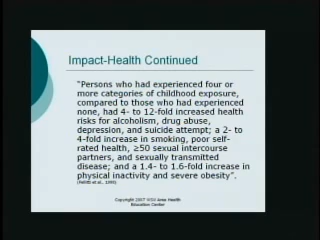 Impact-Health Continued
"Persons who had experienced four or
more categories of childhood exposure,
compared to those who had experienced
none, had 4- to 12-fold increased health
risks for alcoholism, drug abuse,
depression, and suicide attempt; a 2- to
4-fold increase in smoking, poor self-
rated health, ≥50 sexual intercourse
partners, and sexually transmitted
disease; and a 1.4- to 1.6-fold increase in
physical inactivity and severe obesity".
(Felitti et al., 1998)
Copyright 2007 Area Health
Education Center